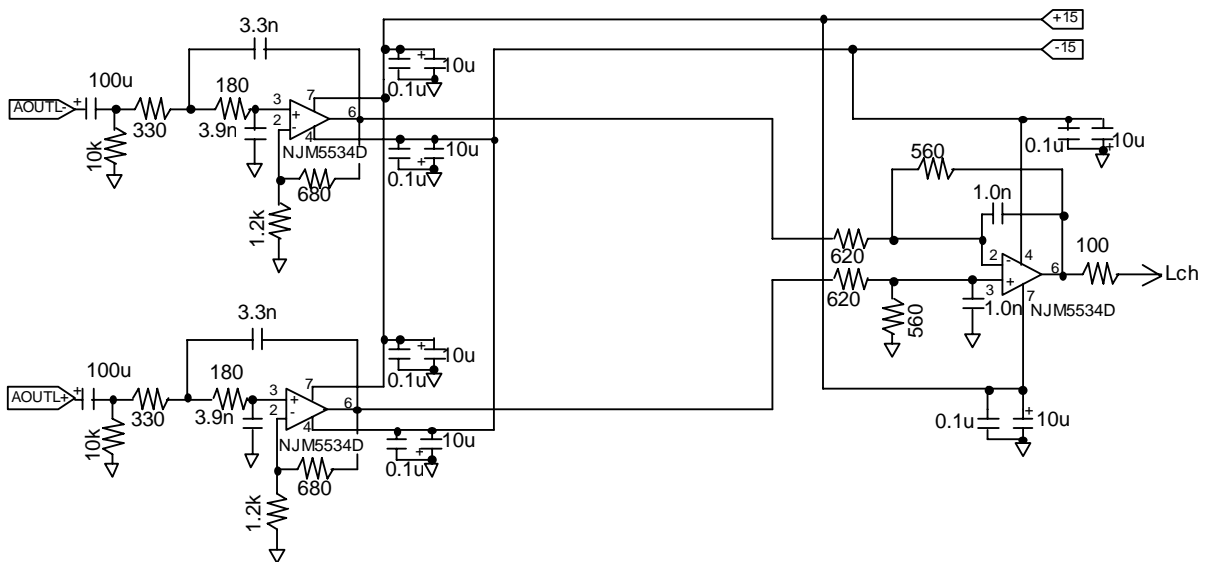 3.3n
+15
-15
100u
180
+
10u
0.1u
AOUTL-
+
330
3.9n
3
2
+
-
7
4
6
10k
NJM5534D
680
1.2k
10u
0.1u
+
0.1u
10u
+
560
1.0n
620
620
560
2
3
-
+
4
6
7
100
Lch
1.0n
NJM5534D
3.3n
+
10u
0.1u
100u
180
AOUTL+
+
330
3.9n
3
2
+
-
7
4
6
10k
NJM5534D
680
1.2k
10u
0.1u
+
+
0.1u
10u